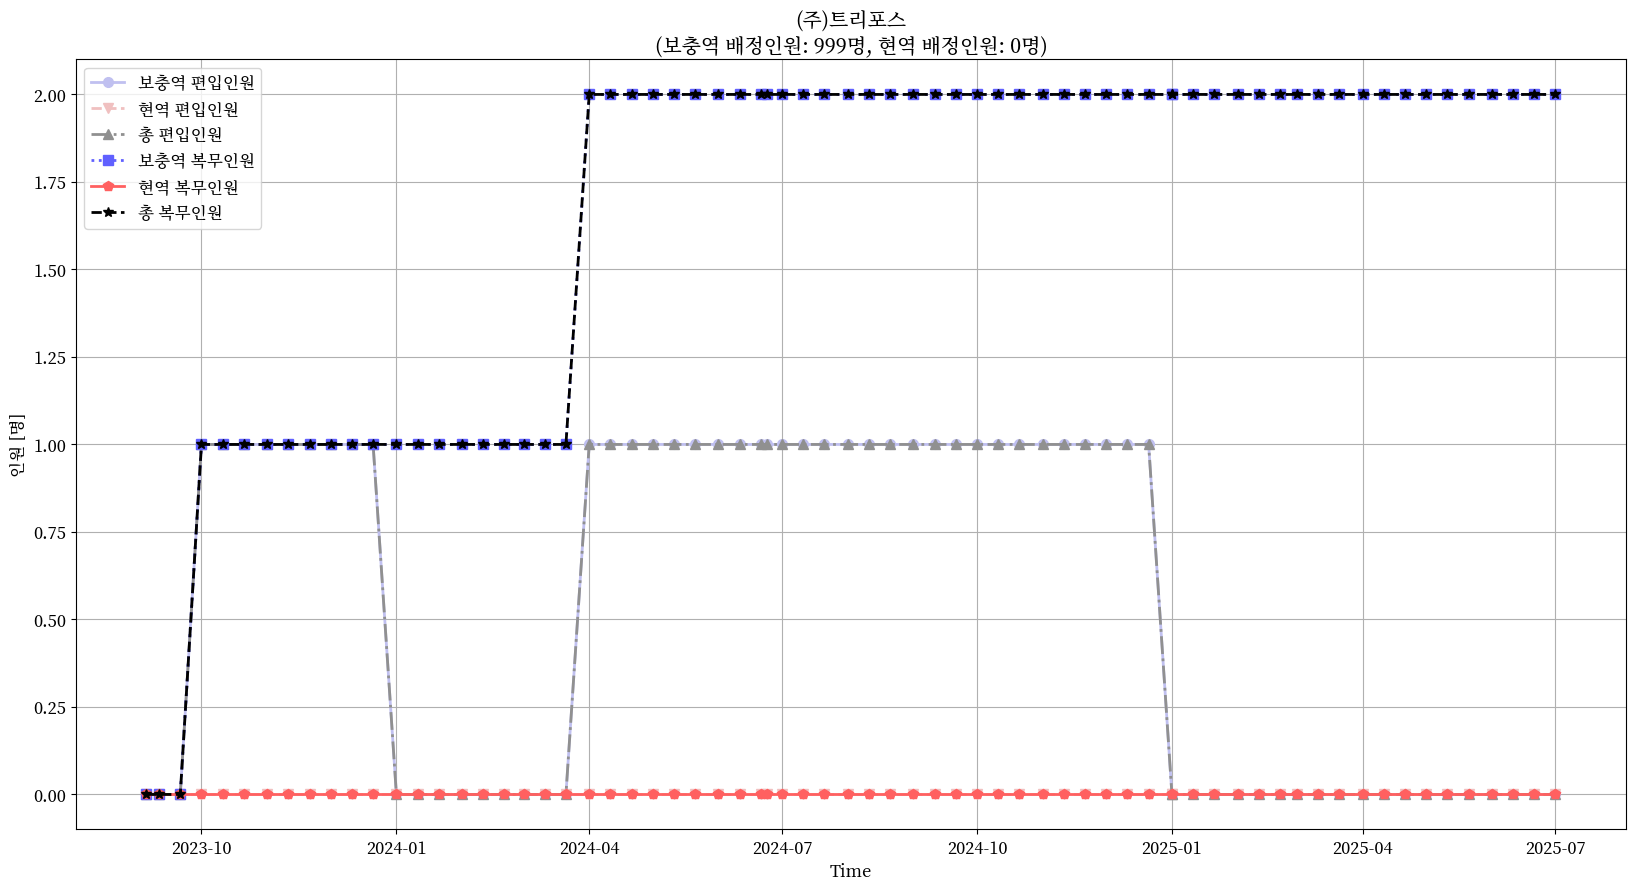 (주)트리포스
(보충역 배정인원: 999명, 현역 배정인원: 0명)
보충역 편입인원
현역 편입인원
총 편입인원
보충역 복무인원
현역 복무인원
총 복무인원
2.00
1.75
1.50
1.25
1.00
0.75
0.50
0.25
0.00
인원 [명]
2023-10
2024-01
2024-04
2024-07
2024-10
2025-01
2025-04
2025-07
Time